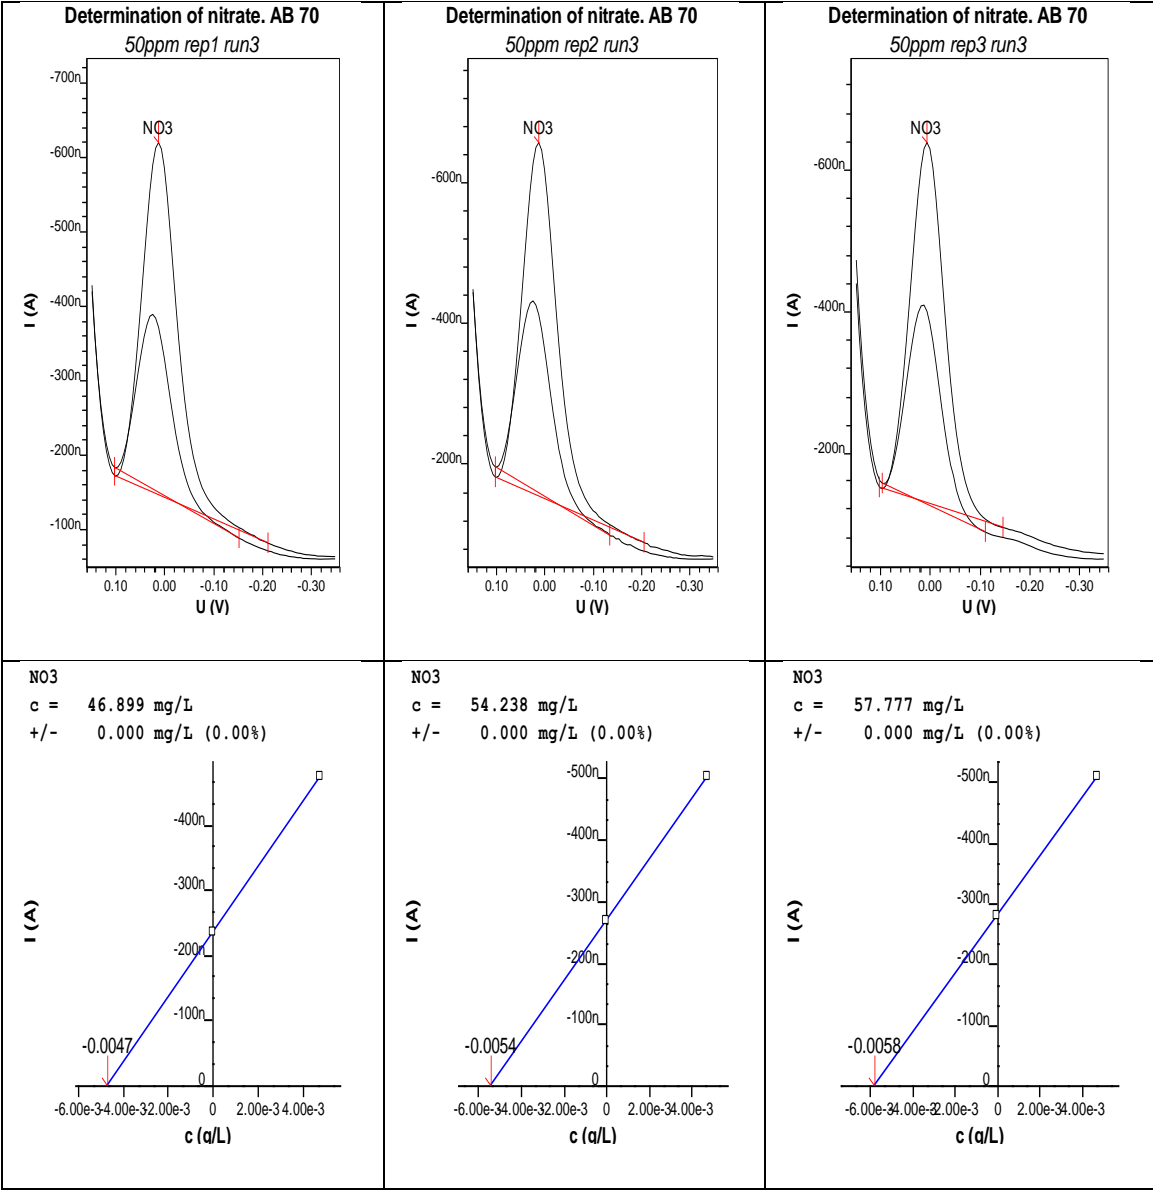 Determination of nitrate. AB 70
50ppm rep1 run3
-700n
-600n
-500n
-400n
-300n
-200n
-100n
NO3
I (A)
0.10 0.00 -0.10 -0.20 -0.30
U (V)
Determination of nitrate. AB 70
50ppm rep2 run3
-600n
-400n
-200n
NO3
I (A)
0.10 0.00 -0.10 -0.20 -0.30
U (V)
Determination of nitrate. AB 70
50ppm rep3 run3
-600n
-400n
-200n
NO3
I (A)
0.10 0.00 -0.10 -0.20 -0.30
U (V)
NO3
c = 46.899 mg/L
+/- 0.000 mg/L (0.00%)
-400n
-300n
-200n
-100n
0
-0.0047
I (A)
-6.00e-3 -4.00e-3 -2.00e-3 0 2.00e-3 4.00e-3
c (g/L)
NO3
c = 54.238 mg/L
+/- 0.000 mg/L (0.00%)
-500n
-400n
-300n
-200n
-100n
0
-0.0054
I (A)
-6.00e-3 -4.00e-3 -2.00e-3 0 2.00e-3 4.00e-3
c (g/L)
NO3
c = 57.777 mg/L
+/- 0.000 mg/L (0.00%)
-500n
-400n
-300n
-200n
-100n
0
-0.0058
I (A)
-6.00e-3 -4.00e-3 -2.00e-3 0 2.00e-3 4.00e-3
c (g/L)